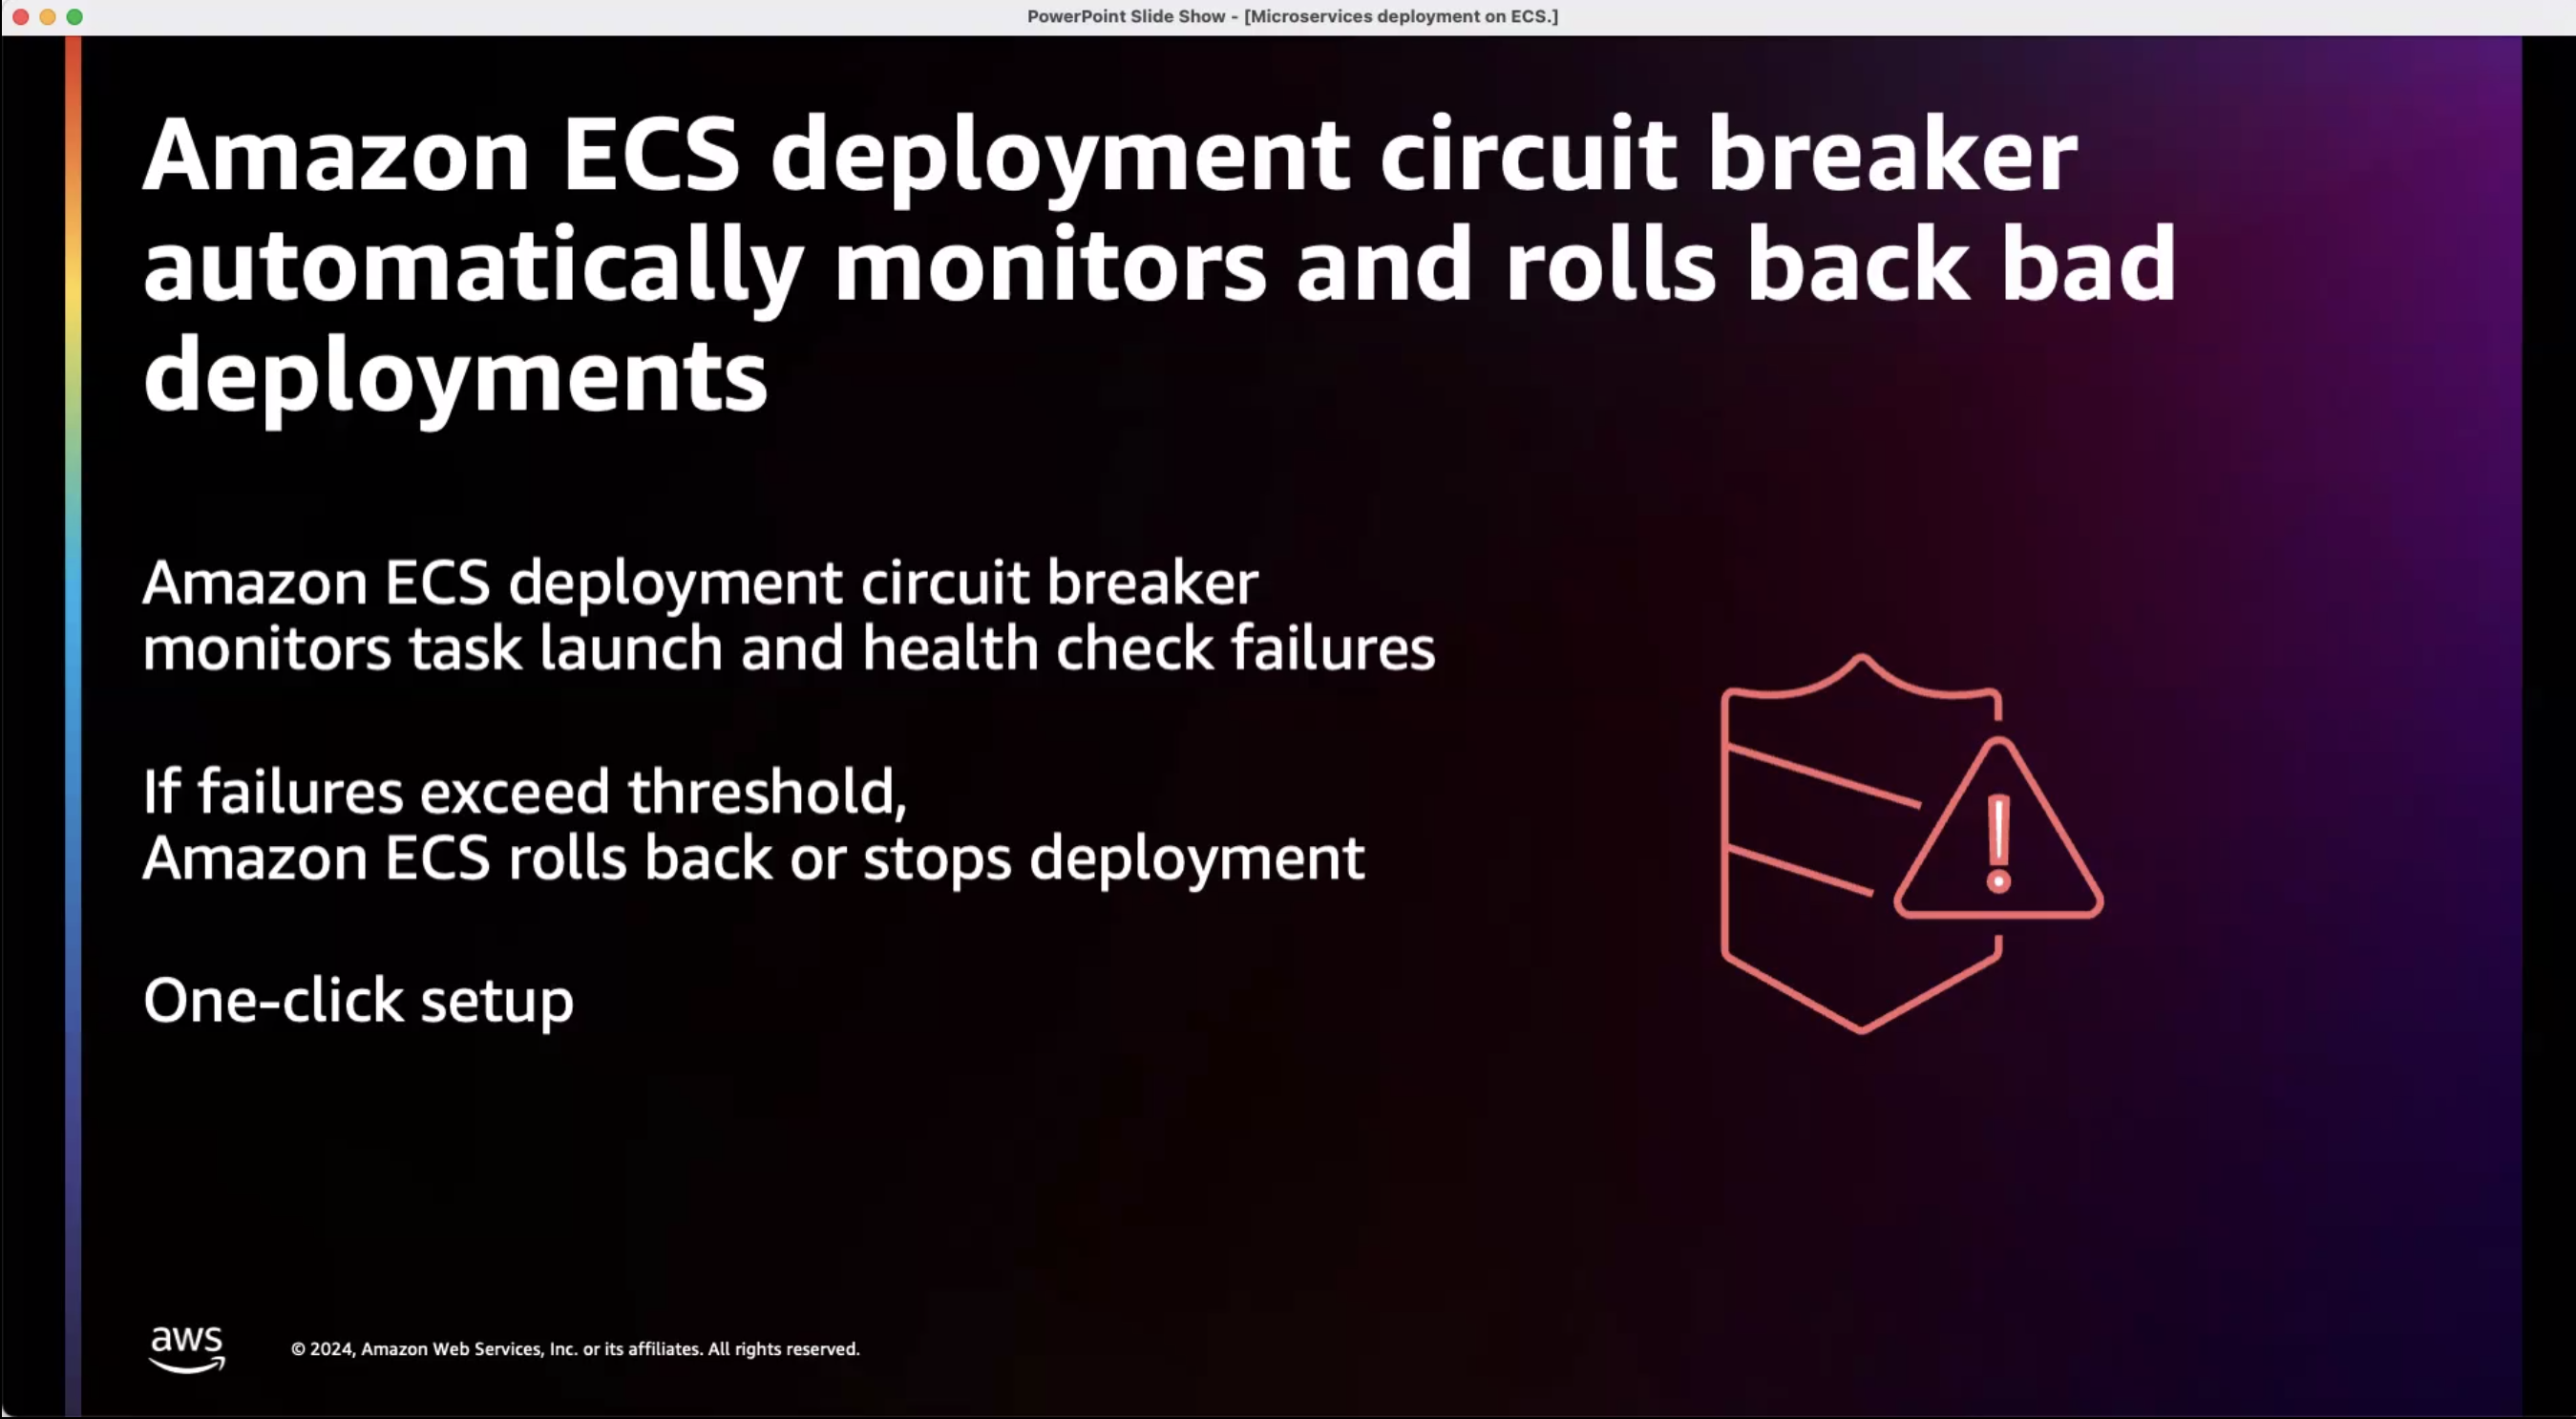 PowerPoint Slide Show - [Microservices deployment on ECS.]
Amazon ECS deployment circuit breaker
automatically monitors and rolls back bad
deployments
Amazon ECS deployment circuit breaker
monitors task launch and health check failures
If failures exceed threshold,
Amazon ECS rolls back or stops deployment
One-click setup
aws
© 2024, Amazon Web Services, Inc. or its affiliates. All rights reserved.